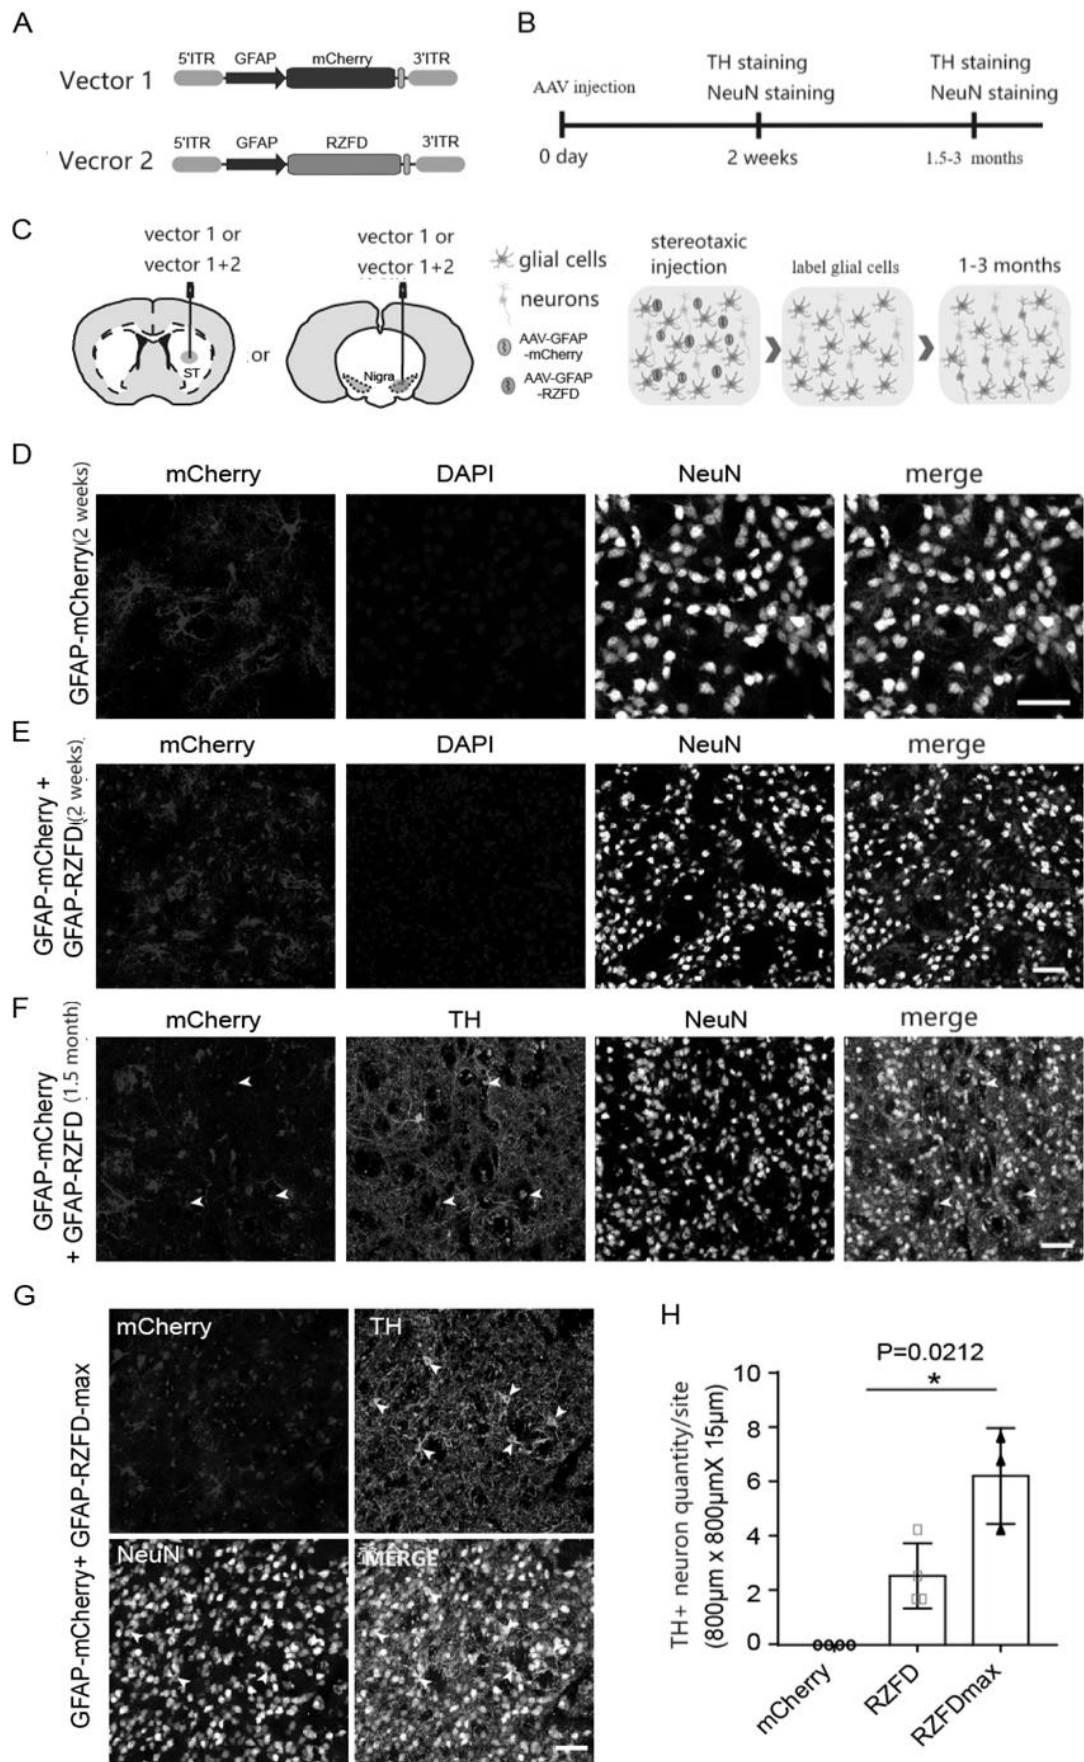 A
5'ITR GFAP mCherry 3'ITR
Vector 1
5'ITR GFAP RZFD 3'ITR
Vecror 2
B
TH staining TH staining
AAV injection NeuN staining NeuN staining
0 day 2 weeks 1.5-3 months
C
vector 1 or
vector 1+2
ST
or
vector 1 or
vector 1+2
Nigra
glial cells
neurons
AAV-GFAP
-mCherry
AAV-GFAP
-RZFD
stereotaxic
injection
label glial cells
1-3 months
D
mCherry DAPI NeuN merge
GFAP-mCherry(2 weeks)
E
mCherry DAPI NeuN merge
GFAP-mCherry +
GFAP-RZFD(2 weeks)
F
mCherry TH NeuN merge
GFAP-mCherry
+ GFAP-RZFD (1.5 month)
G
mCherry TH
NeuN MERGE
GFAP-mCherry+ GFAP-RZFD-max
H
P=0.0212
*
TH+ neuron quantity/site
(800μm x 800μmX 15μm)
10
8
6
4
2
0
mCherry
RZFD
RZFDmax